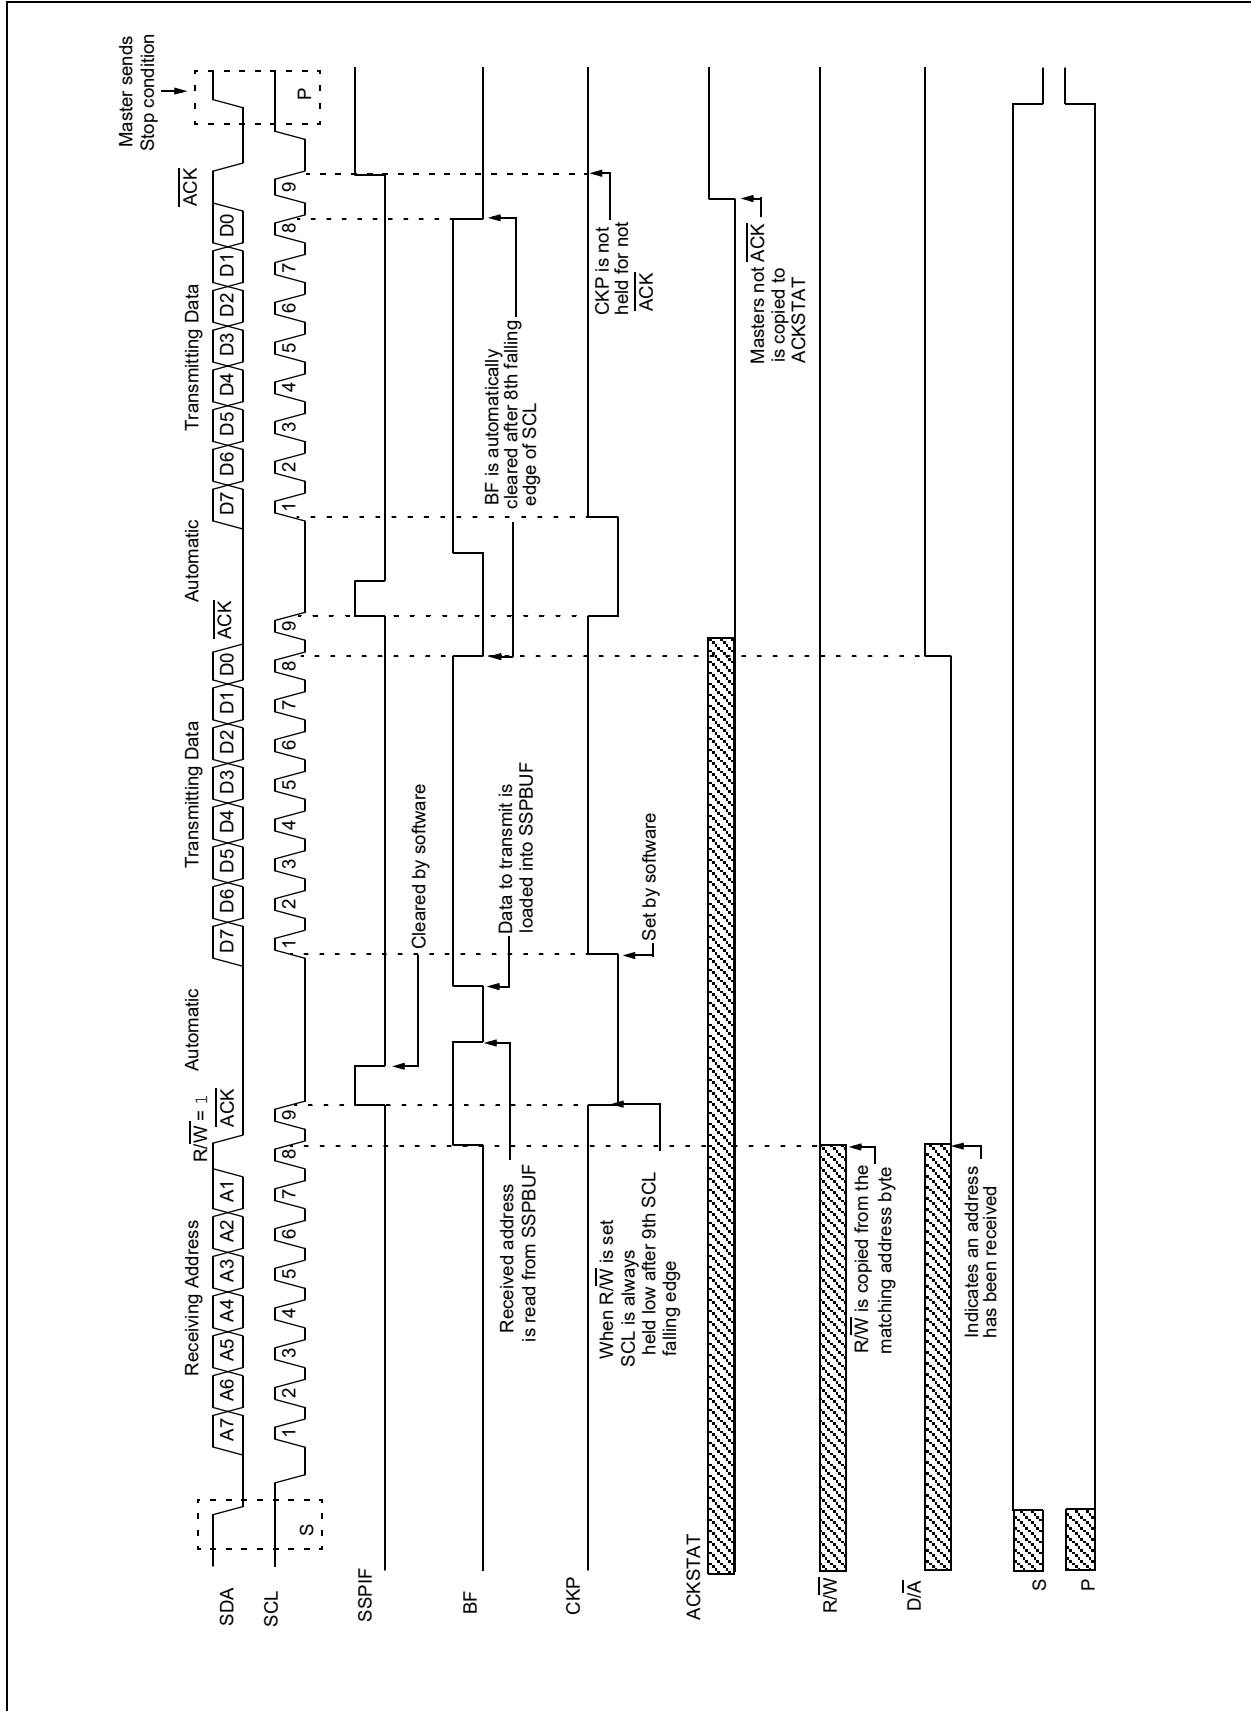 Master sends
Stop condition
Receiving Address
R/W̅ = 1
A̅C̅K̅
Automatic
Transmitting Data
A̅C̅K̅
Automatic
Transmitting Data
A̅C̅K̅
SDA
A7 A6 A5 A4 A3 A2 A1
D7 D6 D5 D4 D3 D2 D1 D0
D7 D6 D5 D4 D3 D2 D1 D0
SCL
S
1 2 3 4 5 6 7 8 9
1 2 3 4 5 6 7 8 9
1 2 3 4 5 6 7 8 9
P
SSPIF
Cleared by software
BF
Received address
is read from SSPBUF
Data to transmit is
loaded into SSPBUF
BF is automatically
cleared after 8th falling
edge of SCL
CKP
When R/W̅ is set
SCL is always
held low after 9th SCL
falling edge
Set by software
CKP is not
held for not
A̅C̅K̅
ACKSTAT
Masters not A̅C̅K̅
is copied to
ACKSTAT
R/W̅
R/W̅ is copied from the
matching address byte
D/A̅
Indicates an address
has been received
S
P